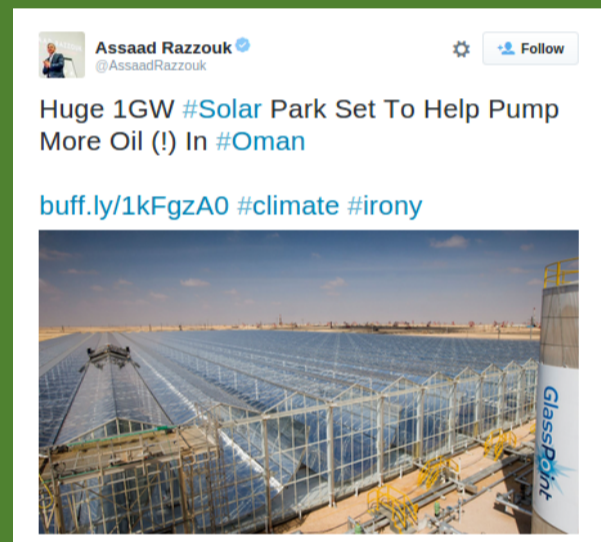 Assaad Razzouk
@AssaadRazzouk
Follow
Huge 1GW #Solar Park Set To Help Pump
More Oil (!) In #Oman
buff.ly/1kFgzA0 #climate #irony
GlassPoint